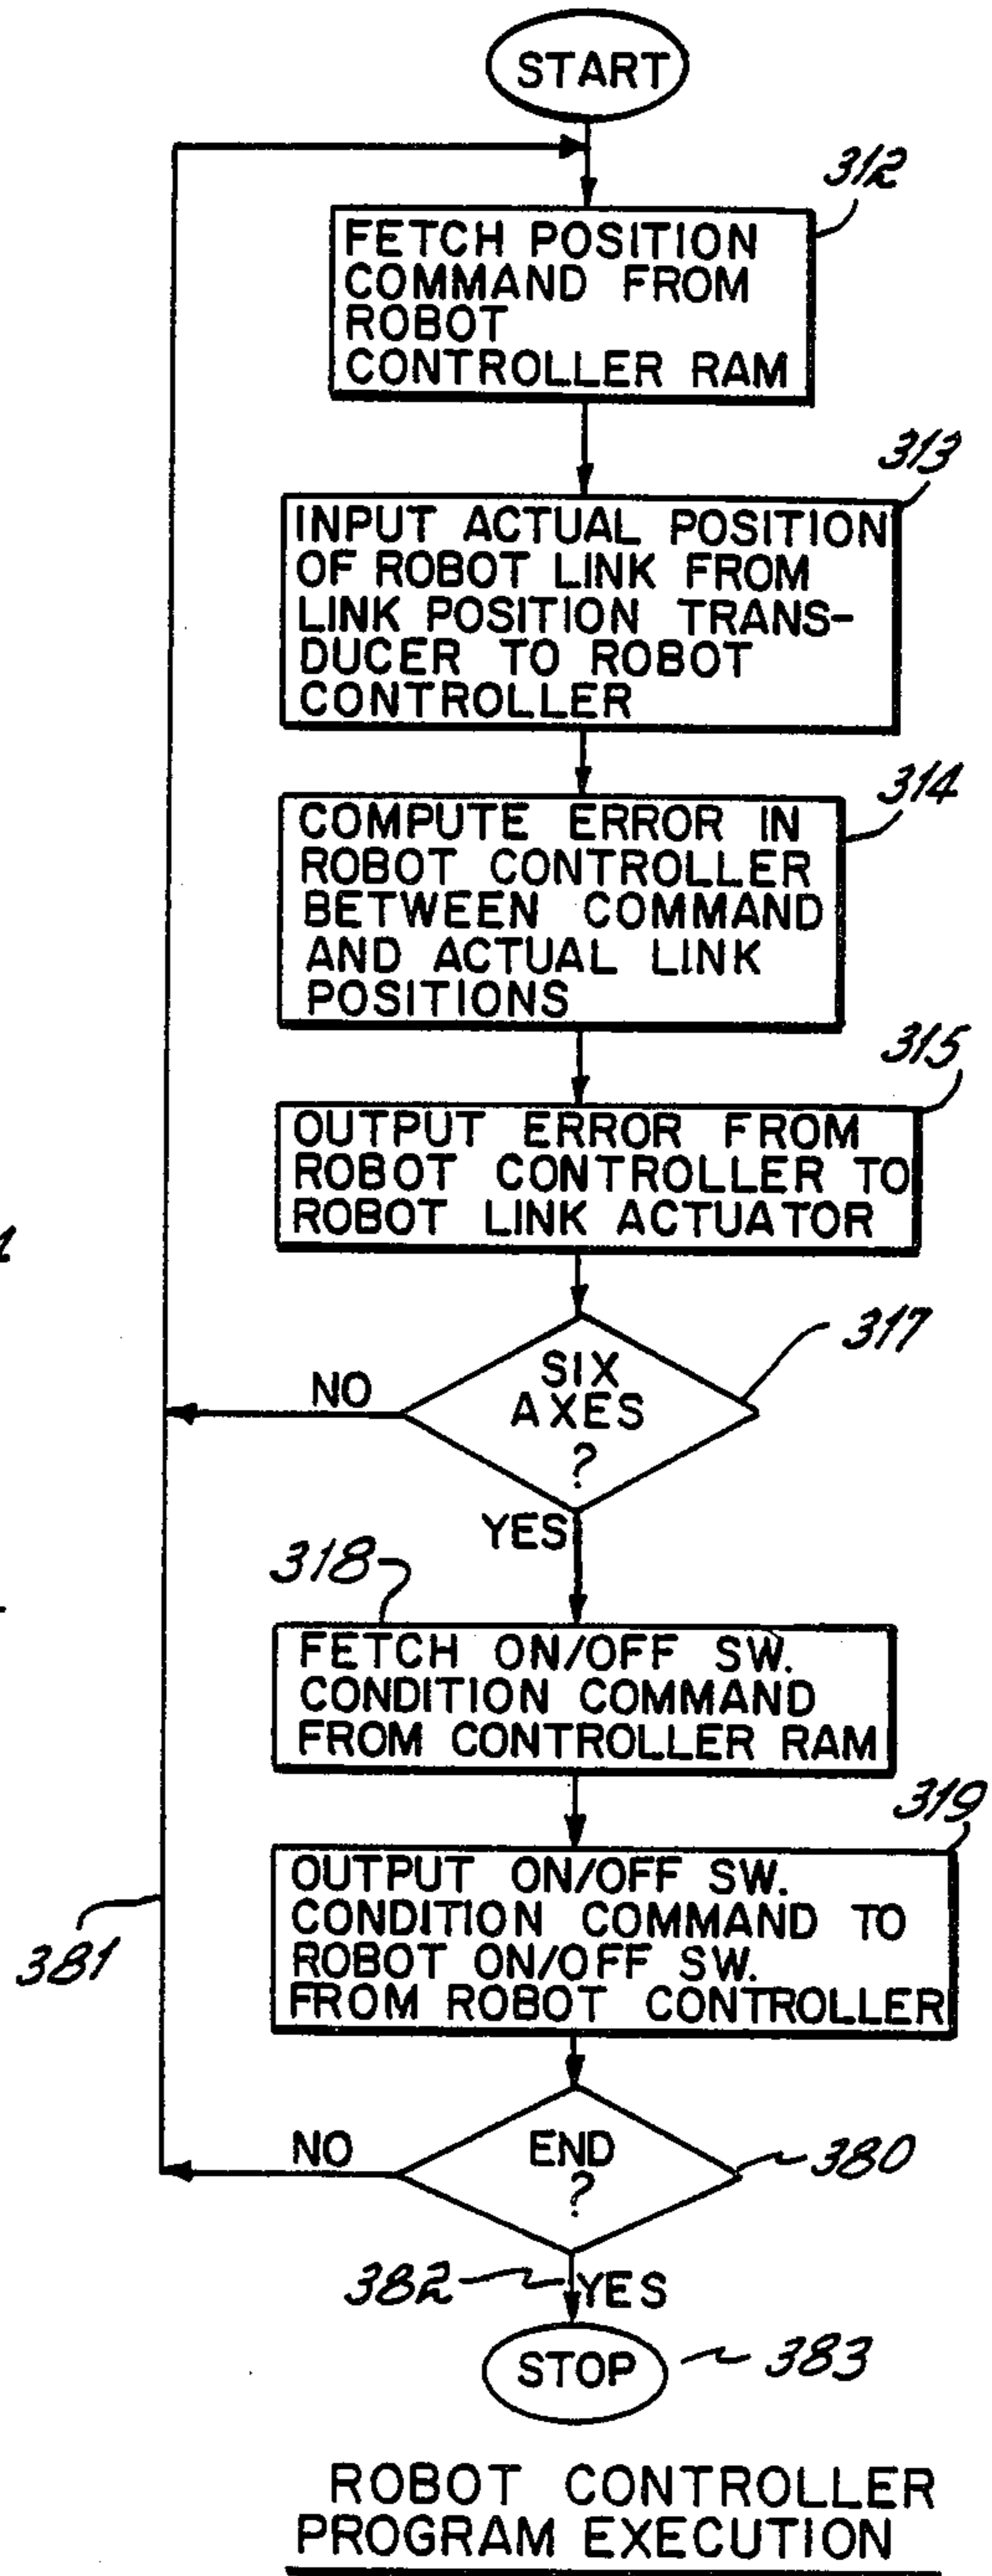 START
312
FETCH POSITION
COMMAND FROM
ROBOT
CONTROLLER RAM
313
INPUT ACTUAL POSITION
OF ROBOT LINK FROM
LINK POSITION TRANS-
DUCER TO ROBOT
CONTROLLER
314
COMPUTE ERROR IN
ROBOT CONTROLLER
BETWEEN COMMAND
AND ACTUAL LINK
POSITIONS
315
OUTPUT ERROR FROM
ROBOT CONTROLLER TO
ROBOT LINK ACTUATOR
317
SIX
AXES
?
NO
YES
318
FETCH ON/OFF SW.
CONDITION COMMAND
FROM CONTROLLER RAM
319
OUTPUT ON/OFF SW.
CONDITION COMMAND TO
ROBOT ON/OFF SW.
FROM ROBOT CONTROLLER
381
END
?
NO
380
382
YES
STOP
383
ROBOT CONTROLLER
PROGRAM EXECUTION